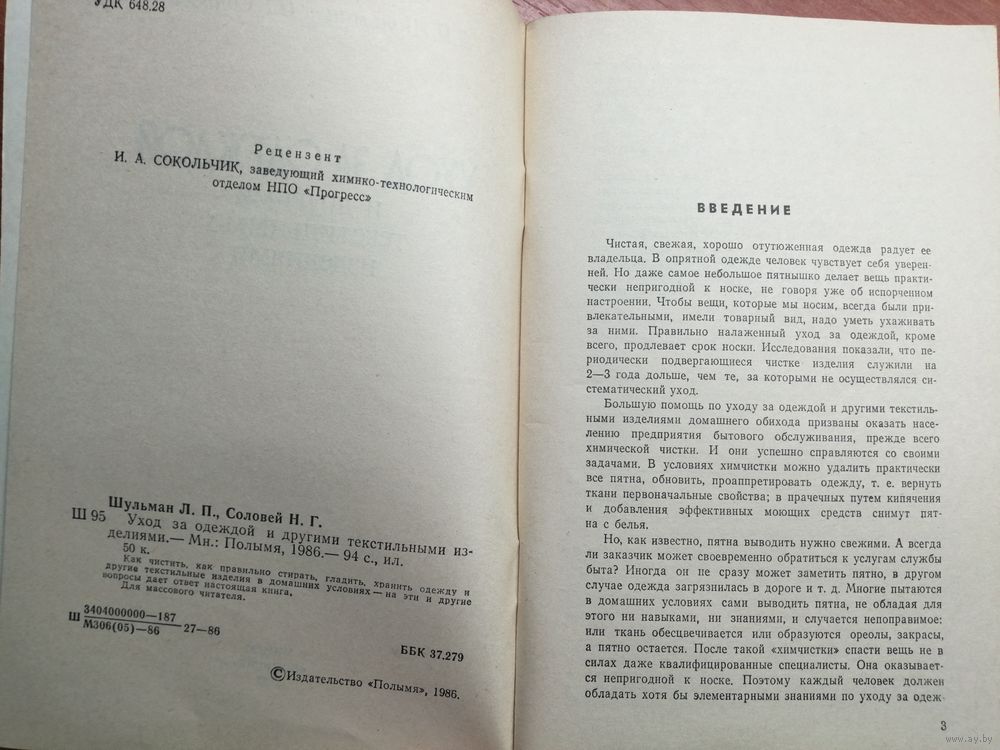 УДК 648.28
Рецензент
И. А. СОКОЛЬЧИК, заведующий химико-технологическим
отделом НПО «Прогресс»
Шульман Л. П., Соловей Н. Г.
Ш 95 Уход за одеждой и другими текстильными из-
делиями.— Мн.: Полымя, 1986.— 94 с., ил.
50 к.
Как чистить, как правильно стирать, гладить, хранить одежду и
другие текстильные изделия в домашних условиях — на эти и другие
вопросы дает ответ настоящая книга.
Для массового читателя.
3404000000—187
Ш 27—86
М306(05)—86
ББК 37.279
© Издательство «Полымя», 1986.
ВВЕДЕНИЕ
Чистая, свежая, хорошо отутюженная одежда радует ее
владельца. В опрятной одежде человек чувствует себя уверен-
ней. Но даже самое небольшое пятнышко делает вещь практи-
чески непригодной к носке, не говоря уже об испорченном
настроении. Чтобы вещи, которые мы носим, всегда были при-
влекательными, имели товарный вид, надо уметь ухаживать
за ними. Правильно налаженный уход за одеждой, кроме
всего, продлевает срок носки. Исследования показали, что пе-
риодически подвергающиеся чистке изделия служили на
2—3 года дольше, чем те, за которыми не осуществлялся си-
стематический уход.
Большую помощь по уходу за одеждой и другими текстиль-
ными изделиями домашнего обихода призваны оказать насе-
лению предприятия бытового обслуживания, прежде всего
химической чистки. И они успешно справляются со своими
задачами. В условиях химчистки можно удалить практически
все пятна, обновить, проаппретировать одежду, т. е. вернуть
ткани первоначальные свойства; в прачечных путем кипячения
и добавления эффективных моющих средств снимут пят-
на с белья.
Но, как известно, пятна выводить нужно свежими. А всегда
ли заказчик может своевременно обратиться к услугам службы
быта? Иногда он не сразу может заметить пятно, в другом
случае одежда загрязнилась в дороге и т. д. Многие пытаются
в домашних условиях сами выводить пятна, не обладая для
этого ни навыками, ни знаниями, и случается непоправимое:
или ткань обесцвечивается или образуются ореолы, закрасы,
а пятно остается. После такой «химчистки» спасти вещь не в
силах даже квалифицированные специалисты. Она оказывает-
ся непригодной к носке. Поэтому каждый человек должен
обладать хотя бы элементарными знаниями по уходу за одеж-
3
www.ay.by